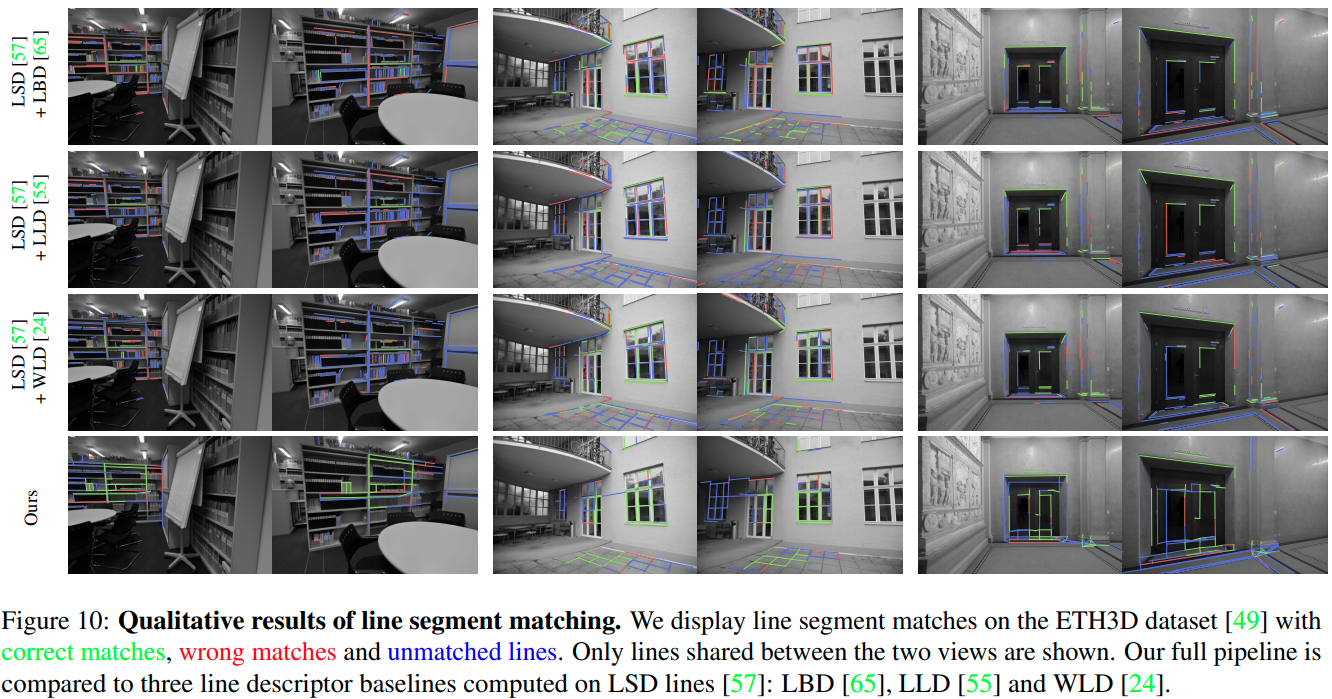 LSD [57]
+ LBD [65]
LSD [57]
+ LLD [55]
LSD [57]
+ WLD [24]
Ours
Figure 10: Qualitative results of line segment matching. We display line segment matches on the ETH3D dataset [49] with
correct matches, wrong matches and unmatched lines. Only lines shared between the two views are shown. Our full pipeline is
compared to three line descriptor baselines computed on LSD lines [57]: LBD [65], LLD [55] and WLD [24].